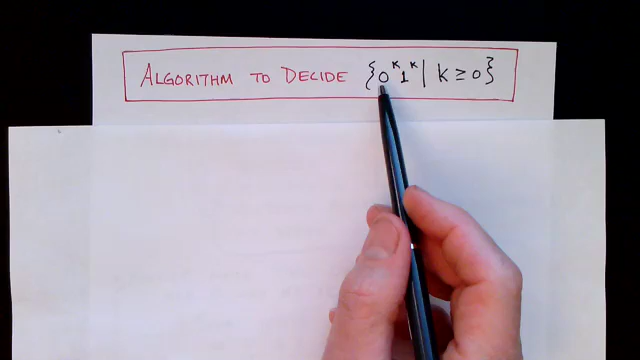 ALGORITHM TO DECIDE {0ᵏ1ᵏ | k ≥ 0}